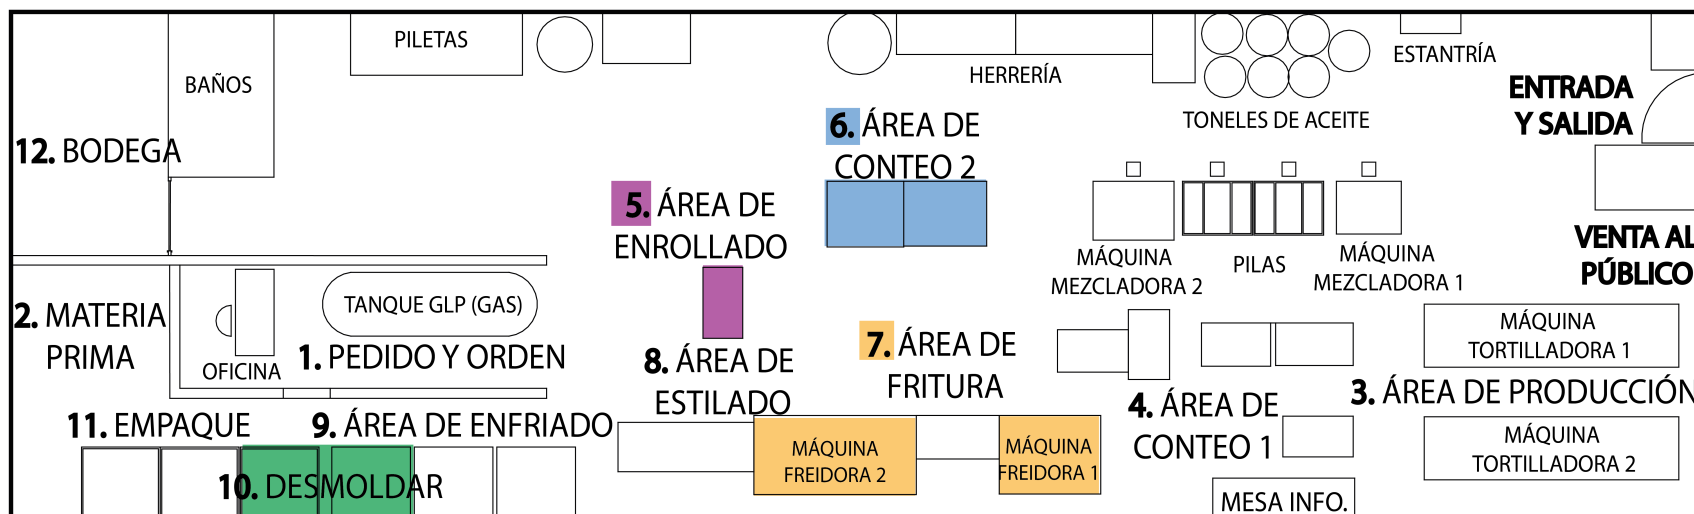 PILETAS
BAÑOS
HERRERÍA
ESTANTRÍA
ENTRADA
Y SALIDA
TONELES DE ACEITE
12. BODEGA
6. ÁREA DE
CONTEO 2
5. ÁREA DE
ENROLLADO
MÁQUINA
MEZCLADORA 2
PILAS
MÁQUINA
MEZCLADORA 1
VENTA AL
PÚBLICO
2. MATERIA
PRIMA
TANQUE GLP (GAS)
OFICINA
1. PEDIDO Y ORDEN
8. ÁREA DE
ESTILADO
7. ÁREA DE
FRITURA
MÁQUINA
TORTILLADORA 1
3. ÁREA DE PRODUCCIÓN
4. ÁREA DE
CONTEO 1
11. EMPAQUE
9. ÁREA DE ENFRIADO
MÁQUINA
FREIDORA 2
MÁQUINA
FREIDORA 1
MÁQUINA
TORTILLADORA 2
10. DESMOLDAR
MESA INFO.